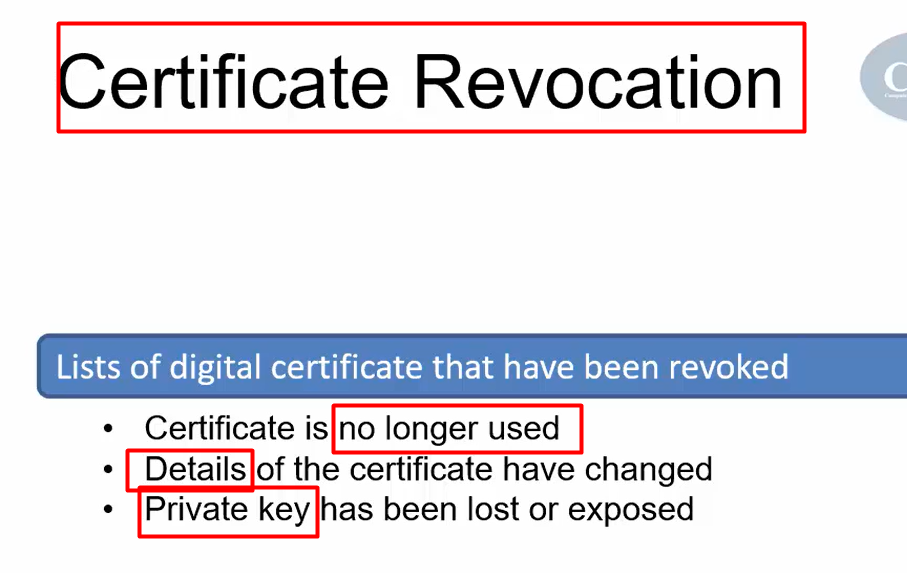 Certificate Revocation
Lists of digital certificate that have been revoked
• Certificate is no longer used
• Details of the certificate have changed
• Private key has been lost or exposed